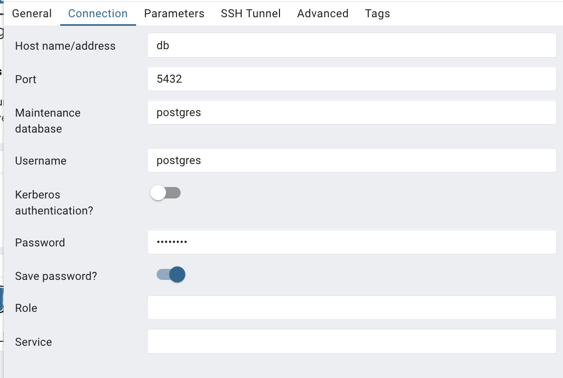 General Connection Parameters SSH Tunnel Advanced Tags
Host name/address db
Port 5432
Maintenance
database postgres
Username postgres
Kerberos
authentication?
Password ••••••••
Save password?
Role
Service